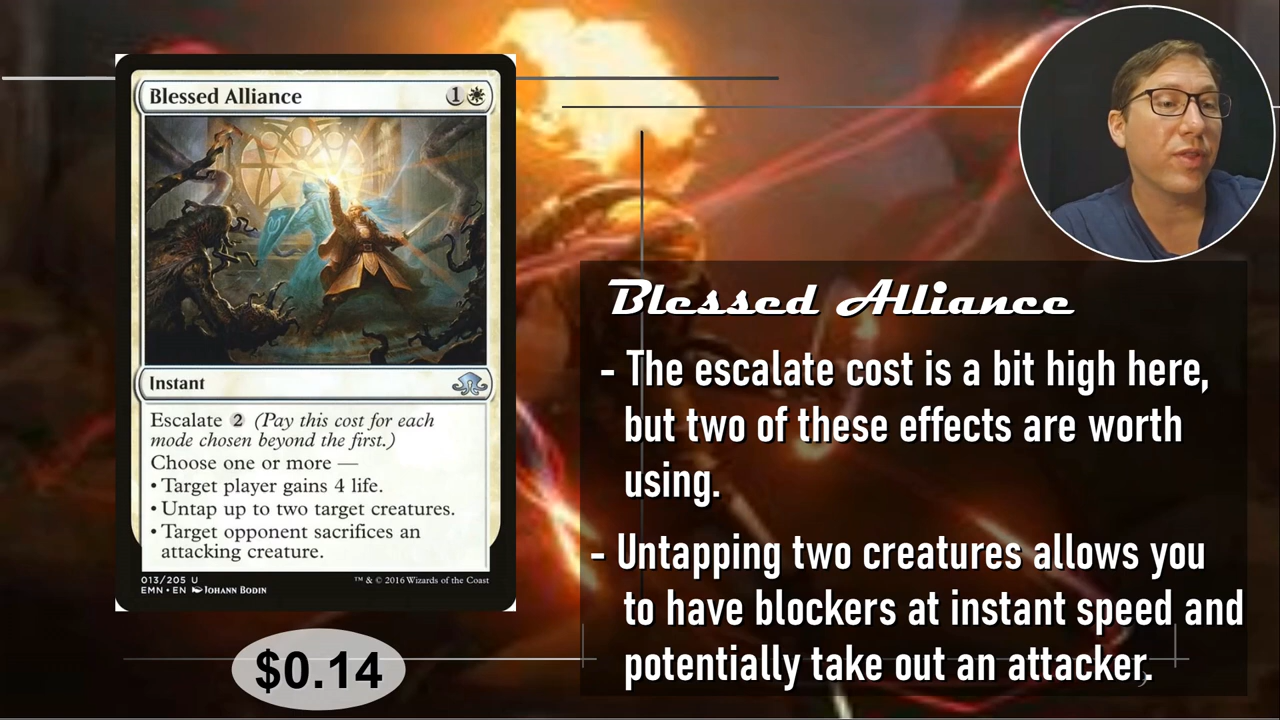 Blessed Alliance 1
Instant
Escalate 2 (Pay this cost for each
mode chosen beyond the first.)
Choose one or more —
• Target player gains 4 life.
• Untap up to two target creatures.
• Target opponent sacrifices an
attacking creature.
013/205 U
EMN • EN Johann Bodin
™ & © 2016 Wizards of the Coast
$0.14
Blessed Alliance
- The escalate cost is a bit high here,
but two of these effects are worth
using.
- Untapping two creatures allows you
to have blockers at instant speed and
potentially take out an attacker.